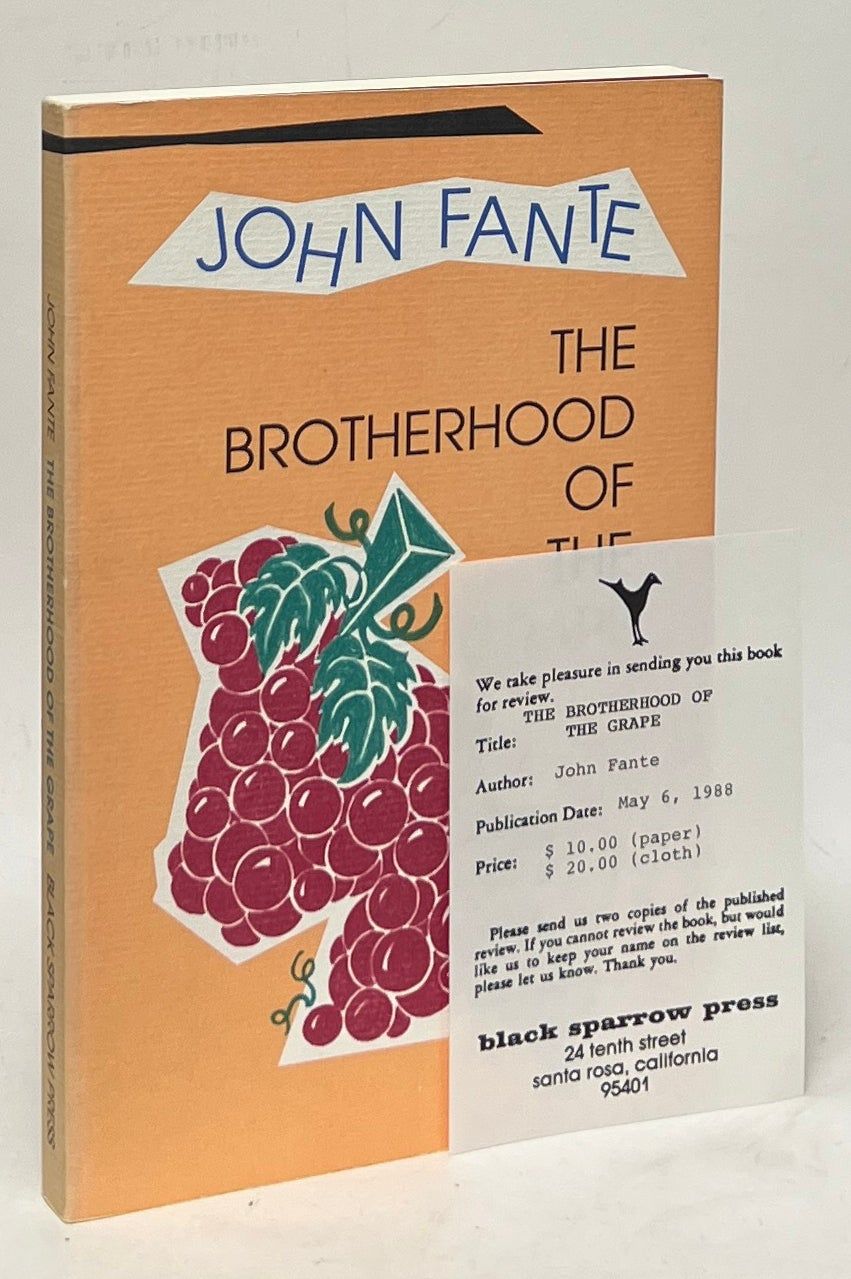 JOHN FANTE
THE
BROTHERHOOD
OF
THE
JOHN FANTE THE BROTHERHOOD OF THE GRAPE BLACK SPARROW PRESS
We take pleasure in sending you this book
for review.
THE BROTHERHOOD OF
Title: THE GRAPE
Author: John Fante
Publication Date: May 6, 1988
Price: $ 10.00 (paper)
$ 20.00 (cloth)
Please send us two copies of the published
review. If you cannot review the book, but would
like us to keep your name on the review list,
please let us know. Thank you.
black sparrow press
24 tenth street
santa rosa, california
95401